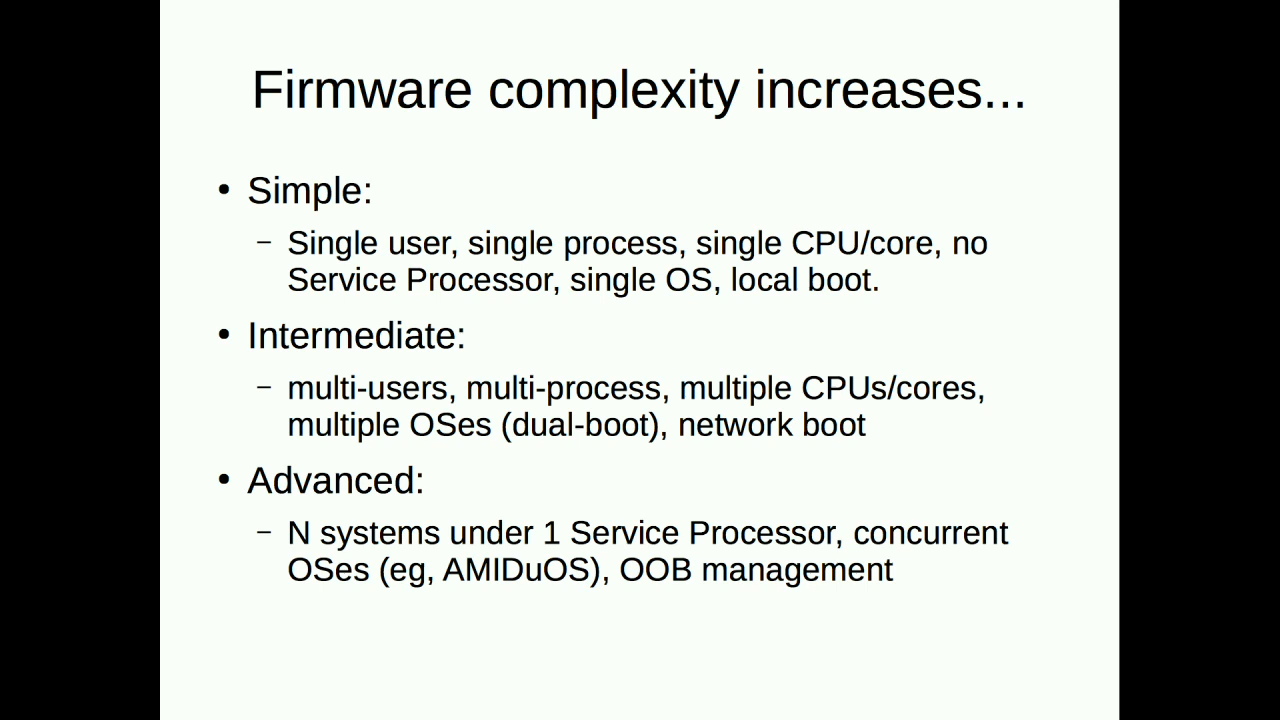 Firmware complexity increases...
• Simple:
– Single user, single process, single CPU/core, no
Service Processor, single OS, local boot.
• Intermediate:
– multi-users, multi-process, multiple CPUs/cores,
multiple OSes (dual-boot), network boot
• Advanced:
– N systems under 1 Service Processor, concurrent
OSes (eg, AMIDuOS), OOB management